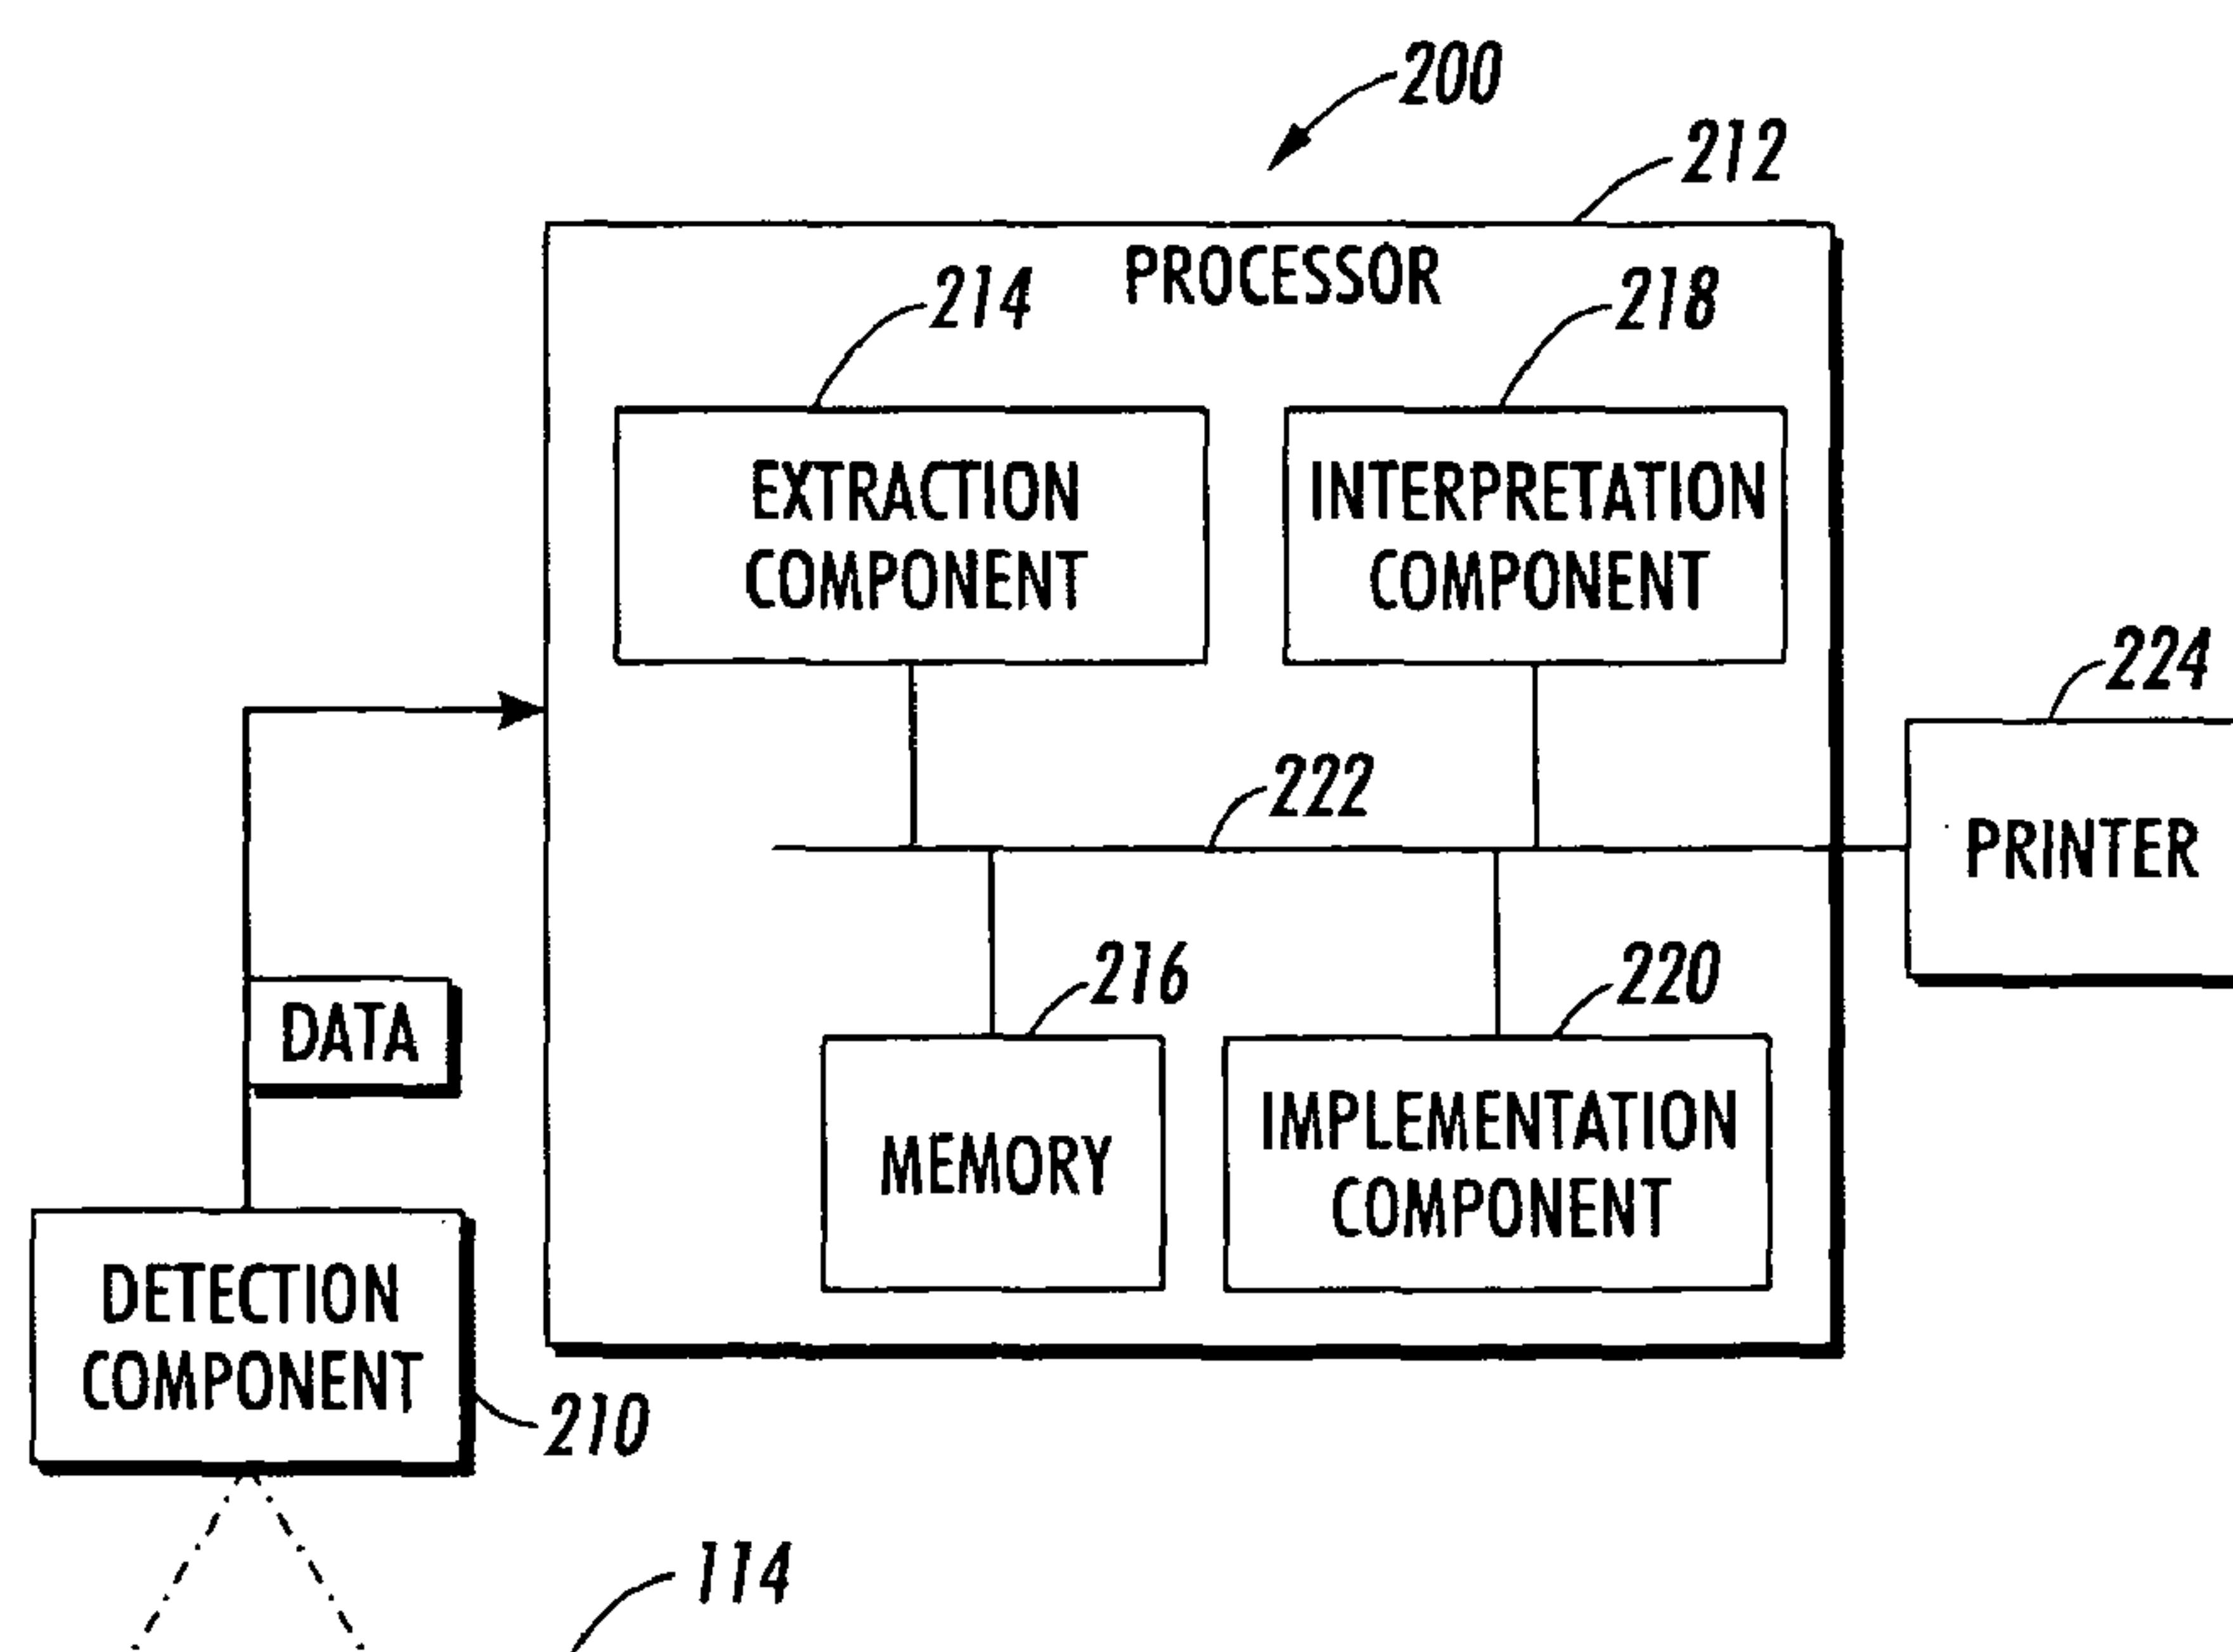 200
212
PROCESSOR
214
218
EXTRACTION
COMPONENT
INTERPRETATION
COMPONENT
224
222
PRINTER
216
220
DATA
MEMORY
IMPLEMENTATION
COMPONENT
DETECTION
COMPONENT
210
114